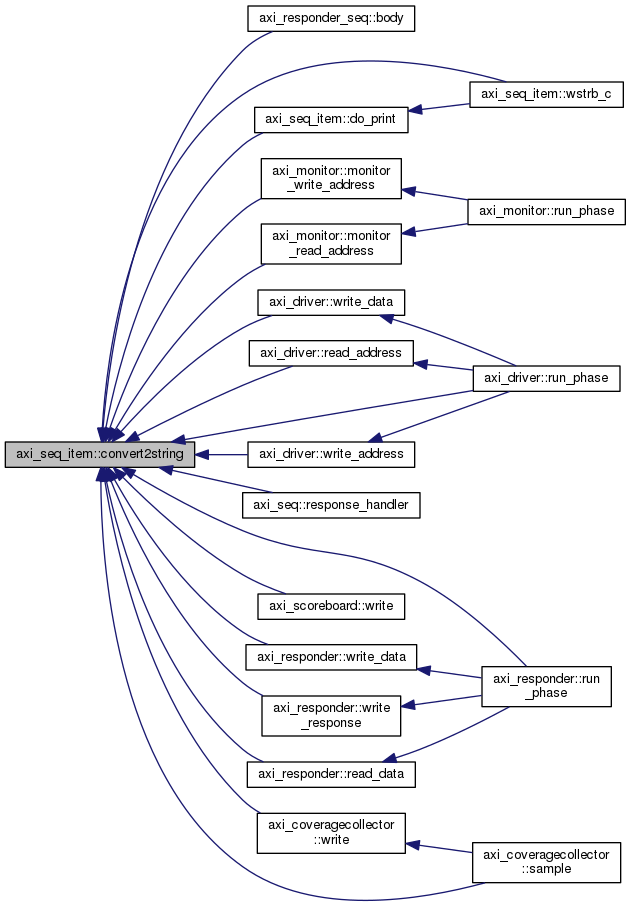 axi_responder_seq::body
axi_seq_item::wstrb_c
axi_seq_item::do_print
axi_monitor::monitor
_write_address
axi_monitor::run_phase
axi_monitor::monitor
_read_address
axi_driver::write_data
axi_driver::read_address
axi_driver::run_phase
axi_seq_item::convert2string
axi_driver::write_address
axi_seq::response_handler
axi_scoreboard::write
axi_responder::write_data
axi_responder::run
_phase
axi_responder::write
_response
axi_responder::read_data
axi_coveragecollector
::write
axi_coveragecollector
::sample